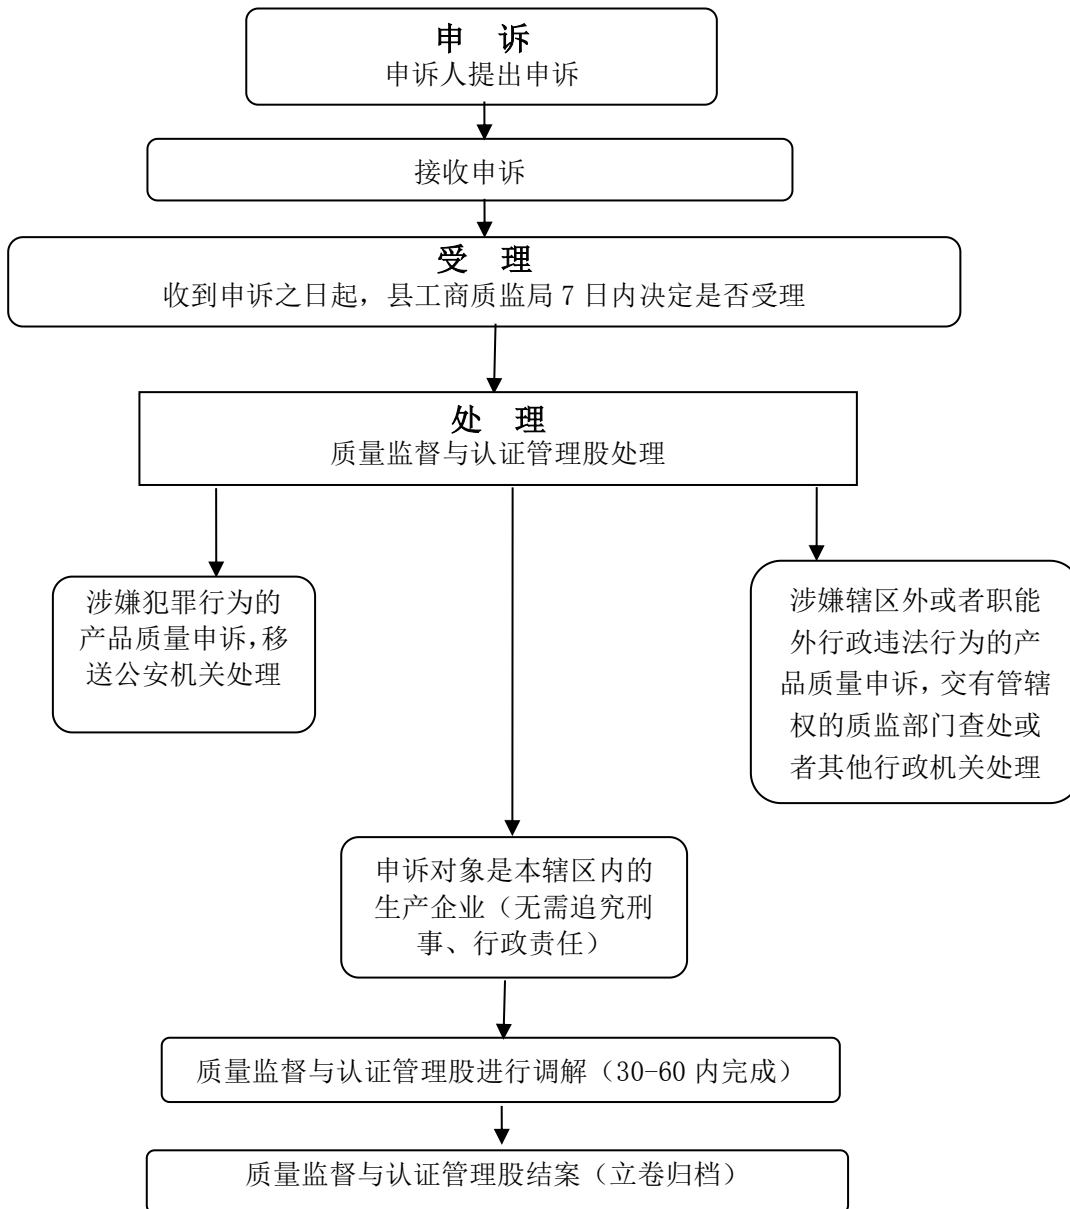 申 诉
申诉人提出申诉
接收申诉
受 理
收到申诉之日起，县工商质监局 7 日内决定是否受理
处 理
质量监督与认证管理股处理
涉嫌犯罪行为的
产品质量申诉，移
送公安机关处理
涉嫌辖区外或者职能
外行政违法行为的产
品质量申诉，交有管辖
权的质监部门查处或
者其他行政机关处理
申诉对象是本辖区内的
生产企业（无需追究刑
事、行政责任）
质量监督与认证管理股进行调解（30-60 内完成）
质量监督与认证管理股结案（立卷归档）